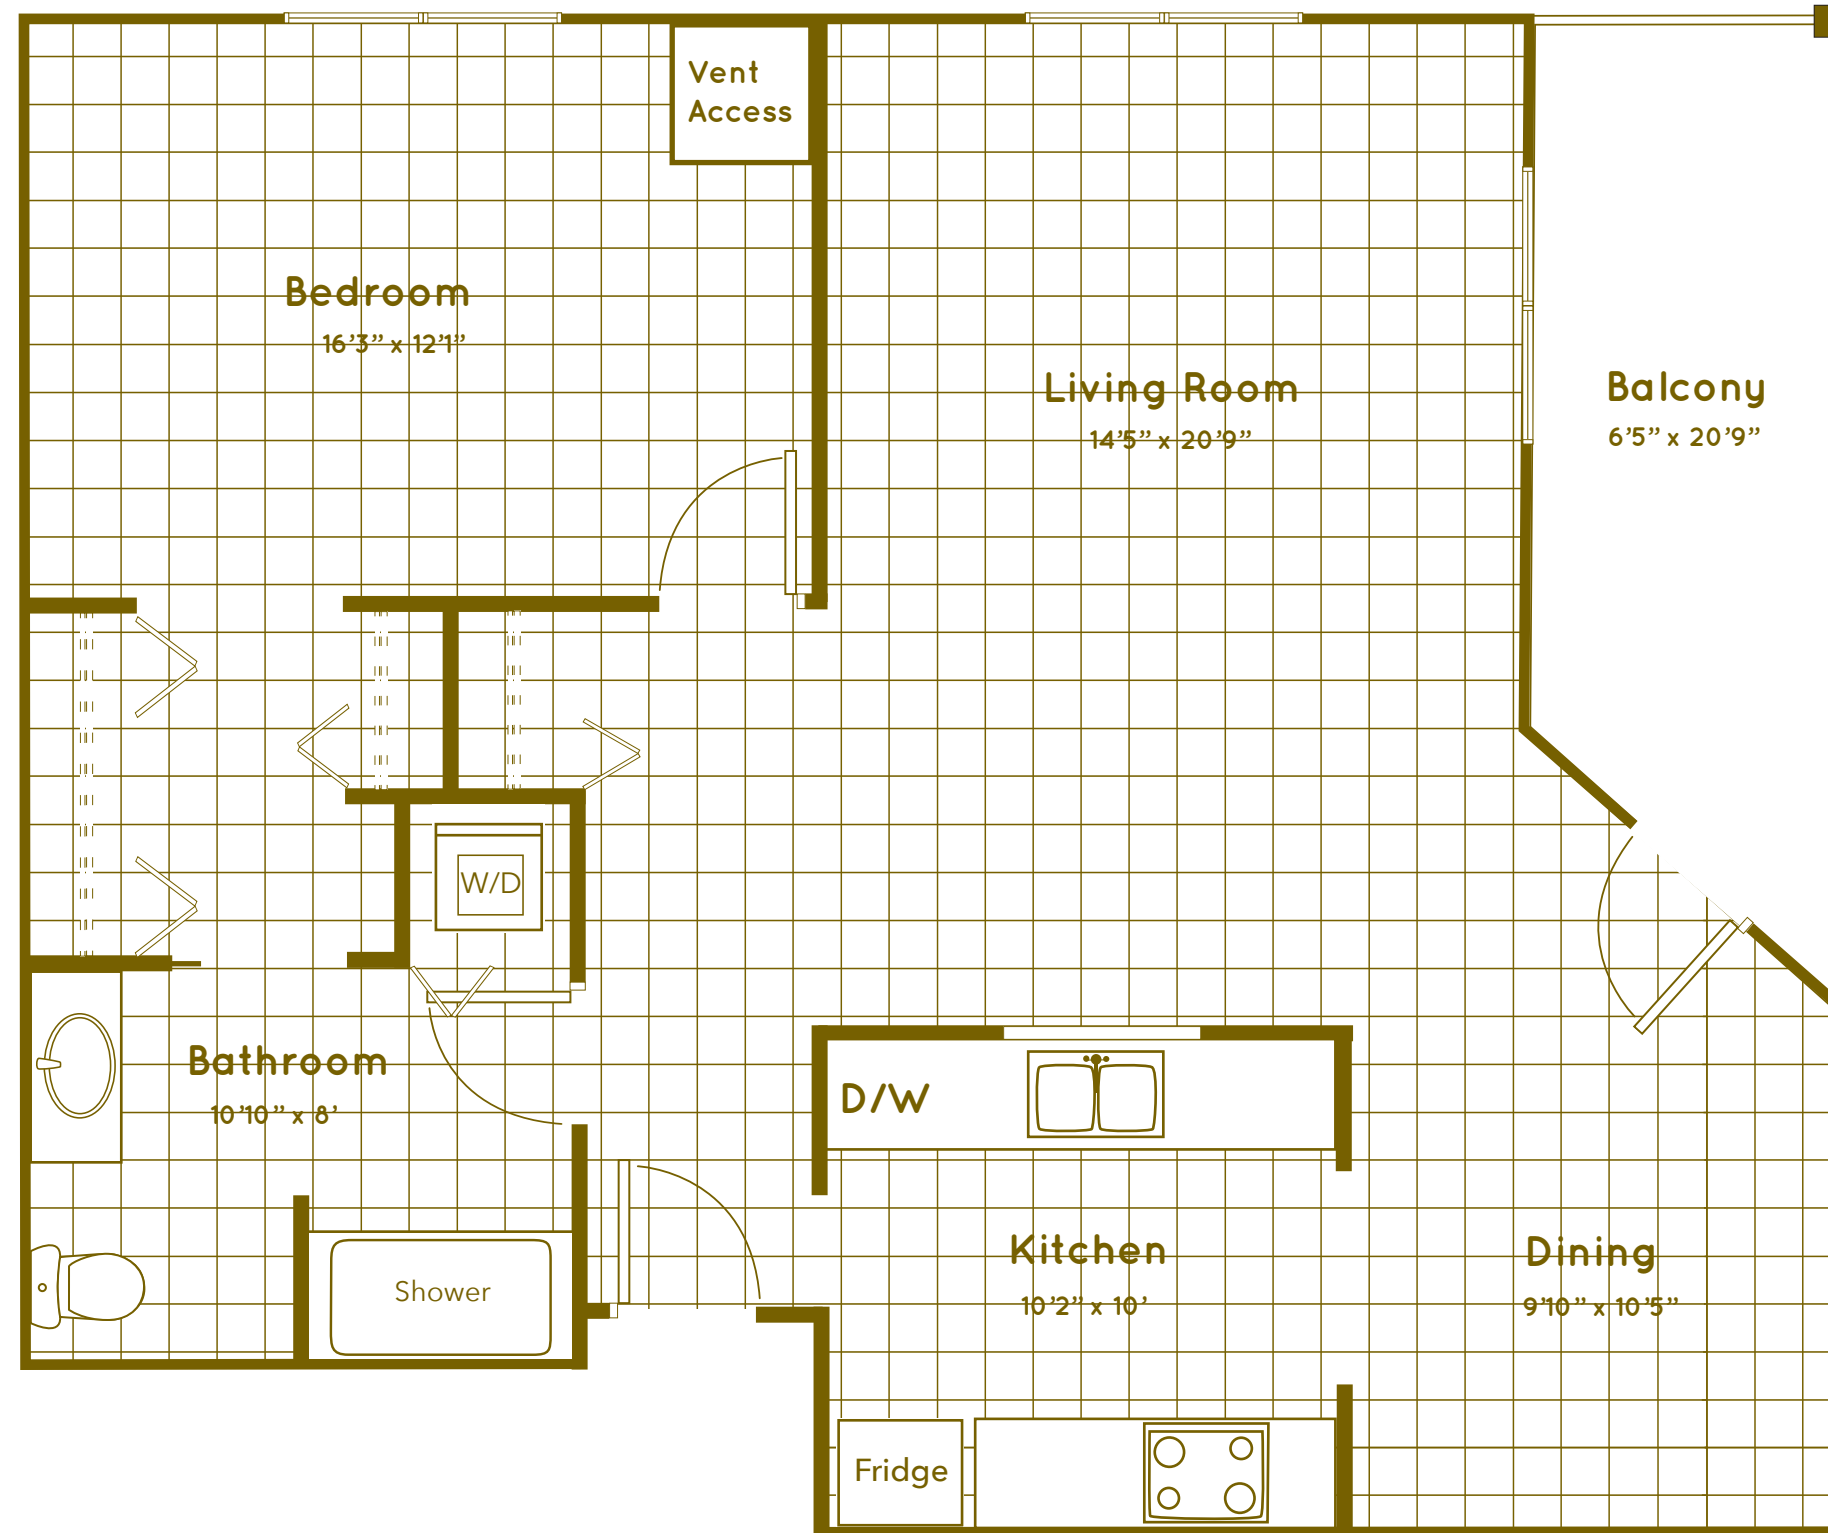 Vent
Access
Bedroom
16'3” x 12'1”
Living Room
14'5” x 20'9”
Balcony
6'5” x 20'9”
W/D
Bathroom
10'10” x 8'
D/W
Shower
Kitchen
10'2” x 10'
Dining
9'10” x 10'5”
Fridge